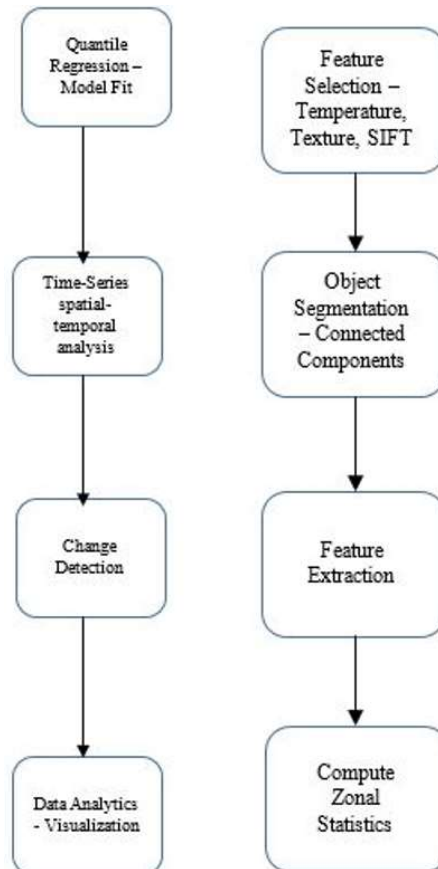 Quantile
Regression –
Model Fit
Time-Series
spatial-
temporal
analysis
Change
Detection
Data Analytics
- Visualization
Feature
Selection –
Temperature,
Texture, SIFT
Object
Segmentation
– Connected
Components
Feature
Extraction
Compute
Zonal
Statistics